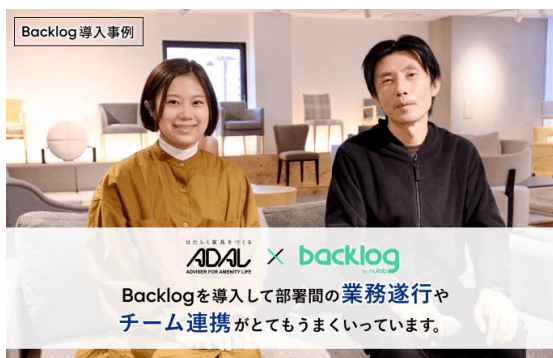 Backlog導入事例
はたらく家具をつくる
ADAL × backlog
ADVISER FOR AMENITY LIFE
by nulab
Backlogを導入して部署間の業務遂行や
チーム連携がとてもうまくいっています。